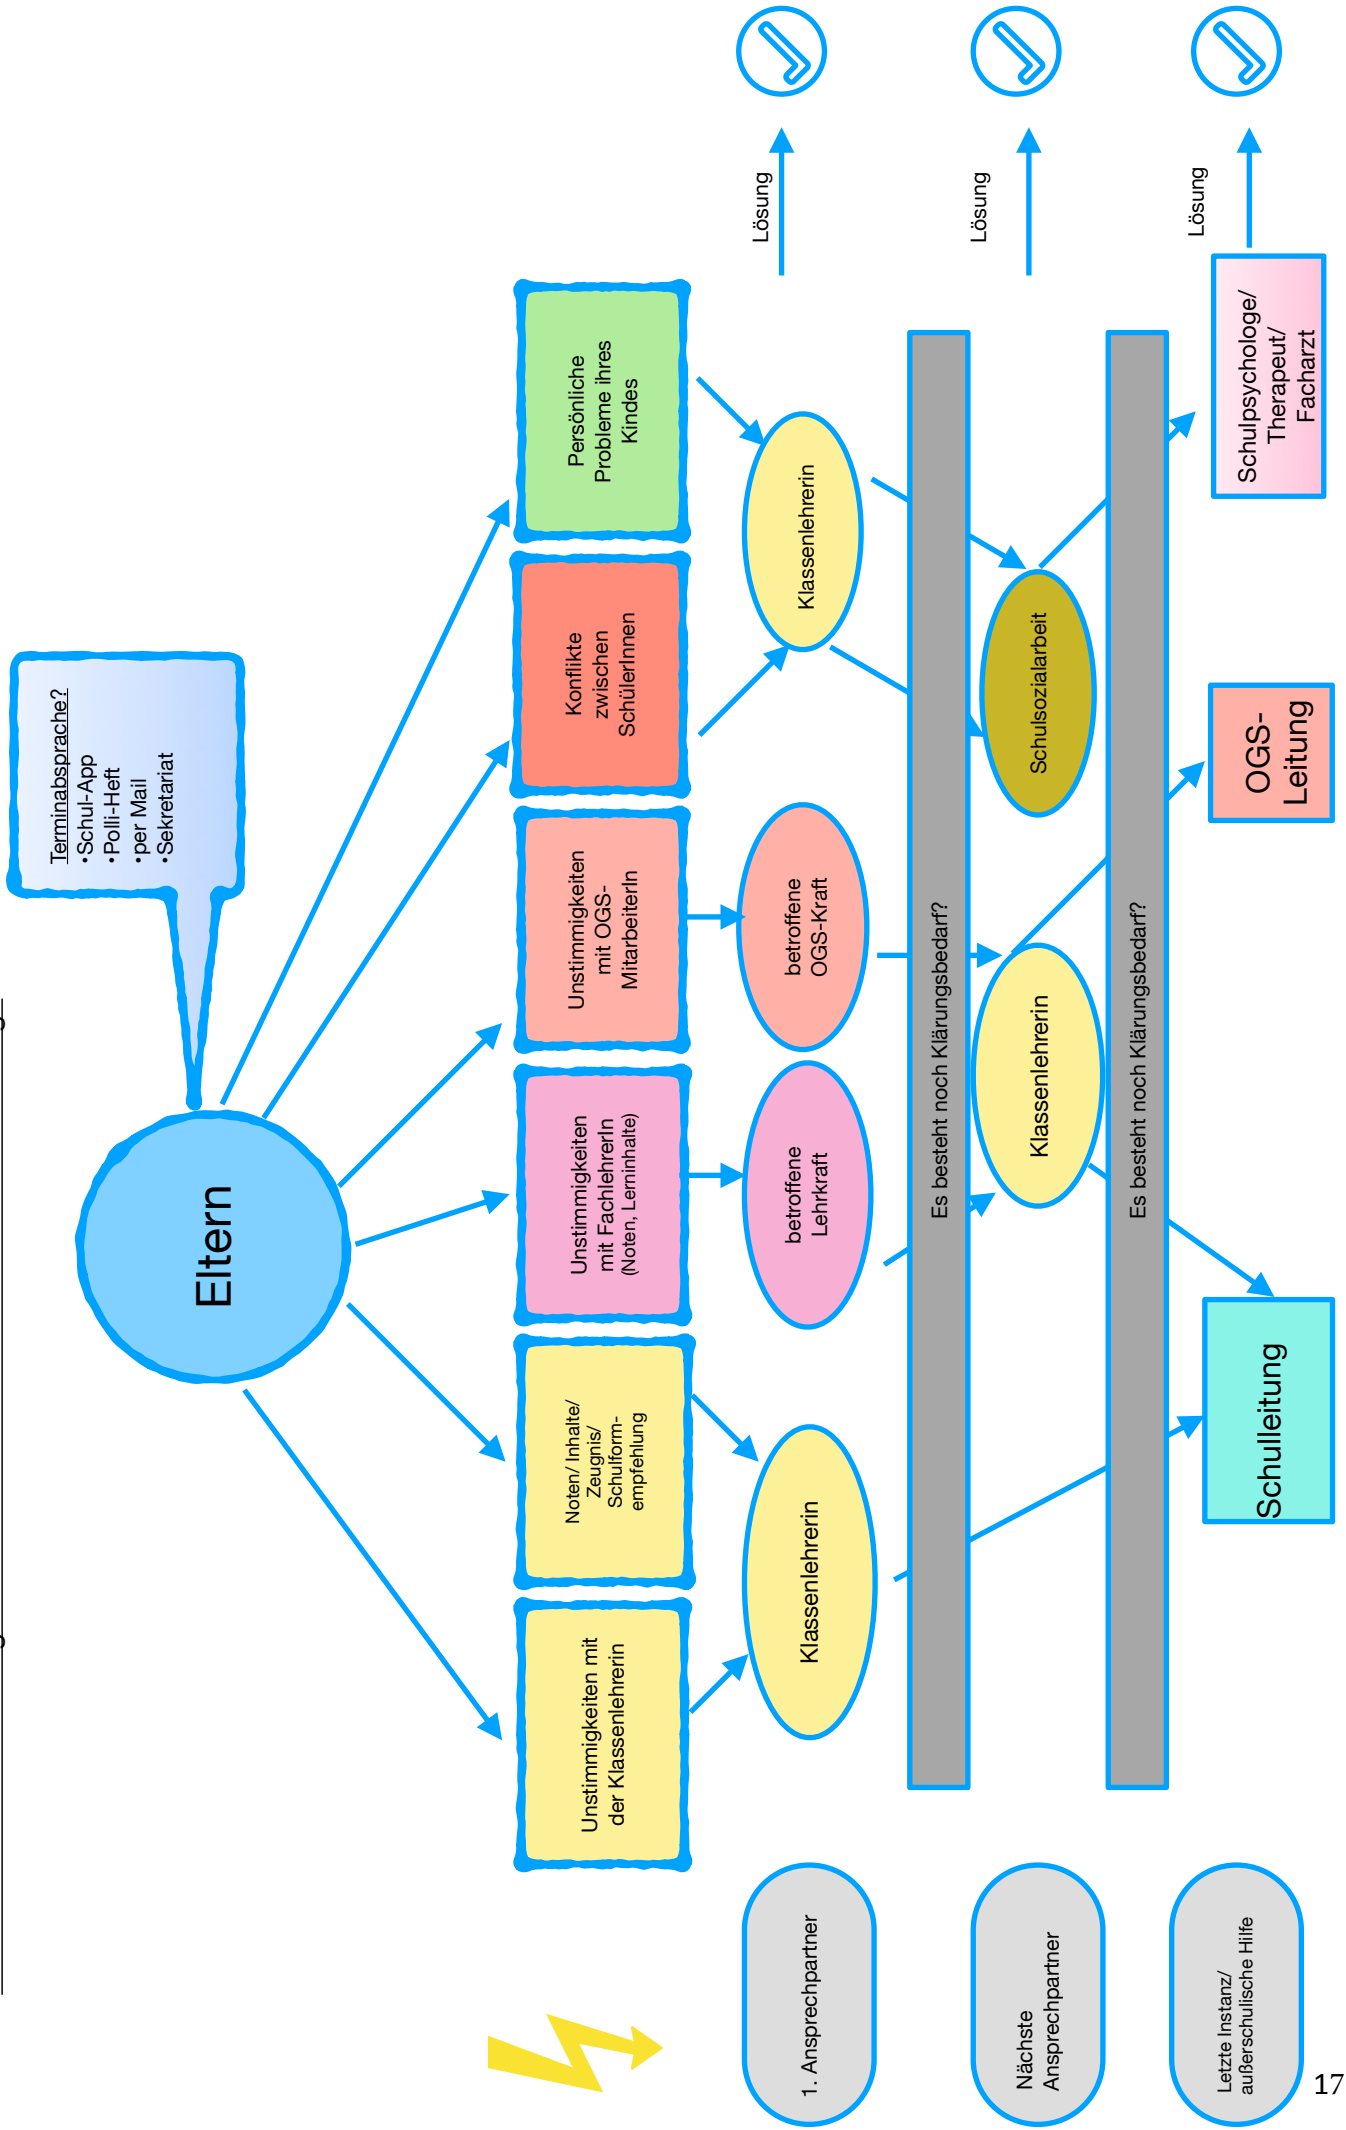 Terminabsprache?
•Schul-App
•Polli-Heft
•per Mail
•Sekretariat
Eltern
Unstimmigkeiten mit
der Klassenlehrerin
Noten/ Inhalte/
Zeugnis/
Schulform-
empfehlung
Unstimmigkeiten
mit FachlehrerIn
(Noten, Lerninhalte)
Unstimmigkeiten
mit OGS-
MitarbeiterIn
Konflikte
zwischen
SchülerInnen
Persönliche
Probleme ihres
Kindes
1. Ansprechpartner
Klassenlehrerin
betroffene
Lehrkraft
betroffene
OGS-Kraft
Klassenlehrerin
Lösung
Es besteht noch Klärungsbedarf?
Nächste
Ansprechpartner
Klassenlehrerin
Schulsozialarbeit
Lösung
Es besteht noch Klärungsbedarf?
Letzte Instanz/
außerschulische Hilfe
Schulleitung
OGS-
Leitung
Schulpsychologe/
Therapeut/
Facharzt
Lösung
17